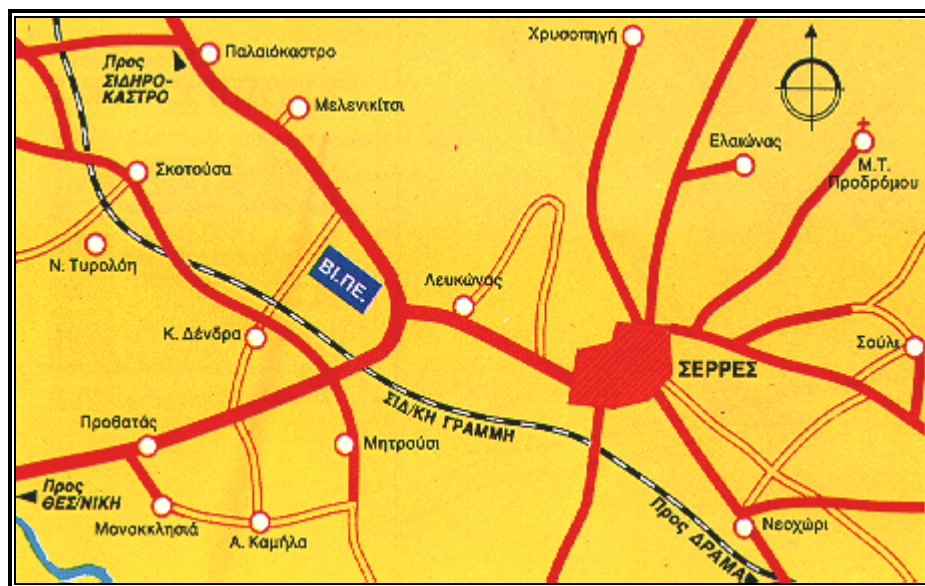 Χρυσοπηγή
Παλαιόκαστρο
Προς
ΣΙΔΗΡΟ-
ΚΑΣΤΡΟ
Μελενικίτσι
Ελαιώνας
Μ.Τ.
Προδρόμου
Σκοτούσα
Ν. Τυρολόη
ΒΙ.ΠΕ.
Λευκώνας
Κ. Δένδρα
Σούλι
ΣΕΡΡΕΣ
ΣΙΔ/ΚΗ ΓΡΑΜΜΗ
Προβατάς
Μητρούσι
Προς
ΘΕΣ/ΝΙΚΗ
Μονοκκλησιά
Α. Καμήλα
Προς ΔΡΑΜΑ
Νεοχώρι